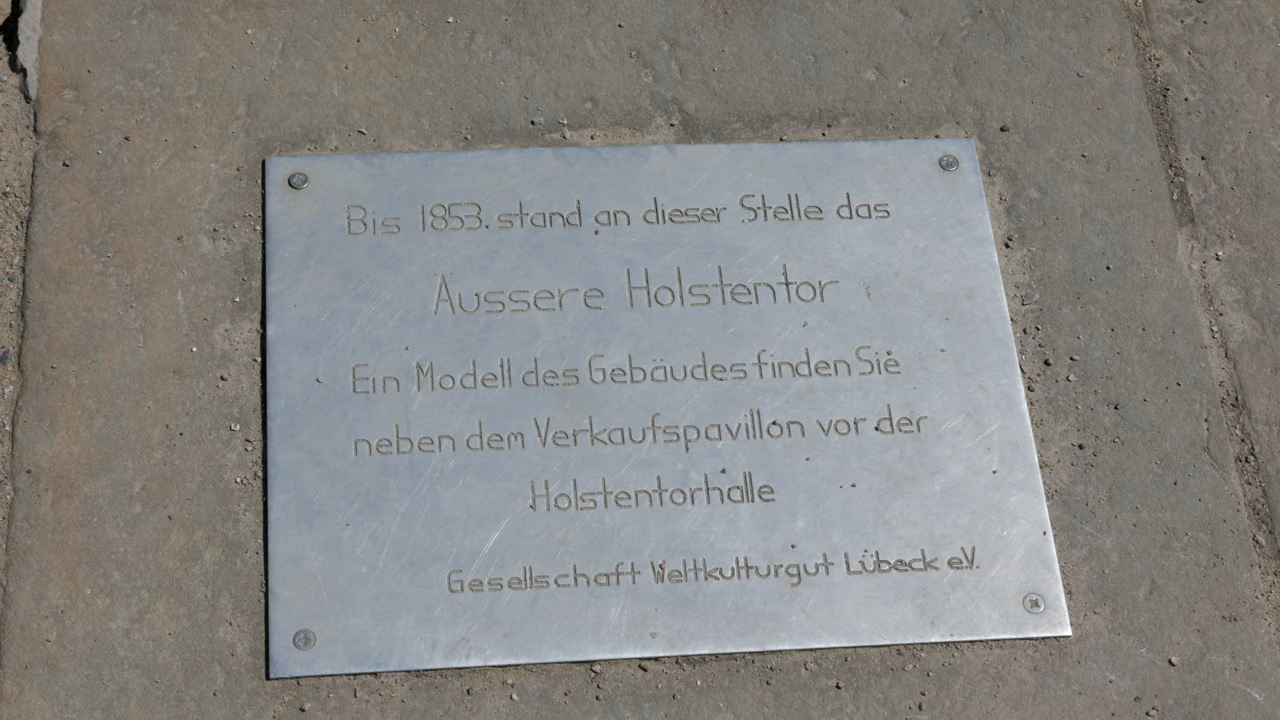 Bis 1853. stand an dieser Stelle das
Äussere Holstentor
Ein Modell des Gebäudes finden Sie
neben dem Verkaufspavillon vor der
Holstentorhalle
Gesellschaft Weltkulturgut Lübeck e.V.